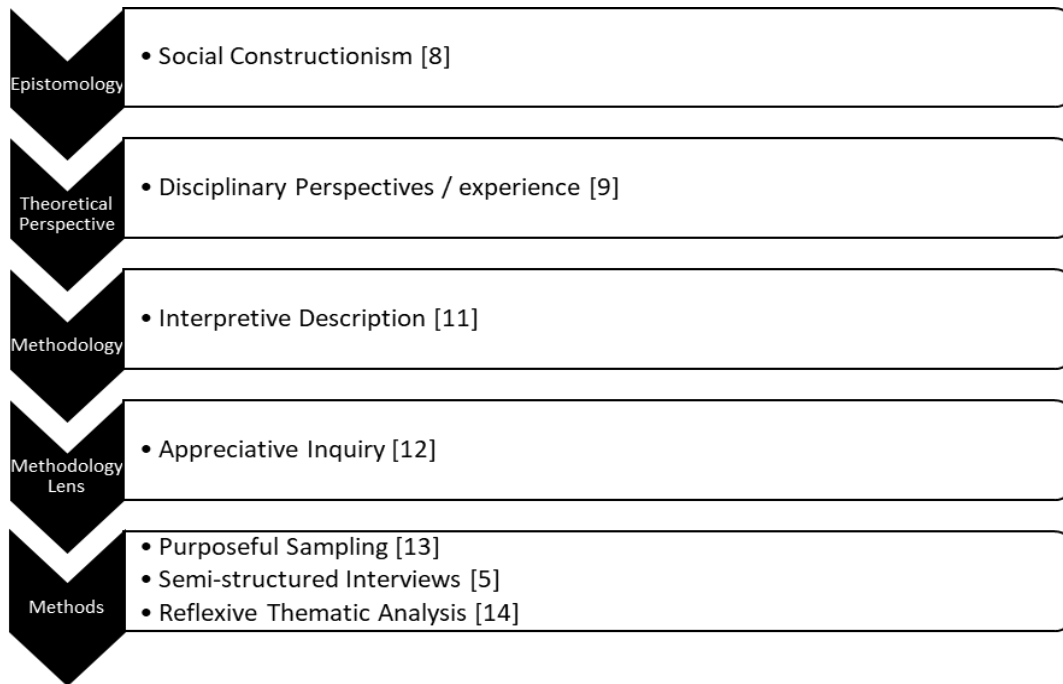 Epistomology
• Social Constructionism [8]
Theoretical
Perspective
• Disciplinary Perspectives / experience [9]
Methodology
• Interpretive Description [11]
Methodology
Lens
• Appreciative Inquiry [12]
Methods
• Purposeful Sampling [13]
• Semi-structured Interviews [5]
• Reflexive Thematic Analysis [14]